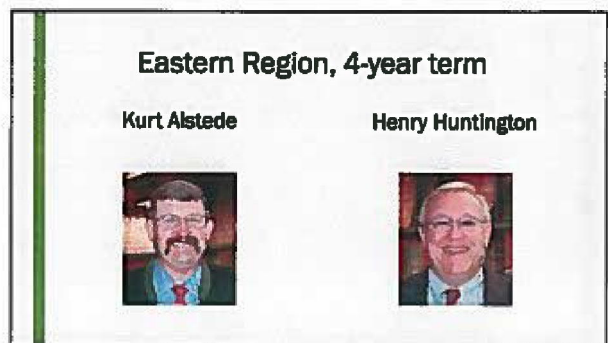 Eastern Region, 4-year term
Kurt Alstede
Henry Huntington